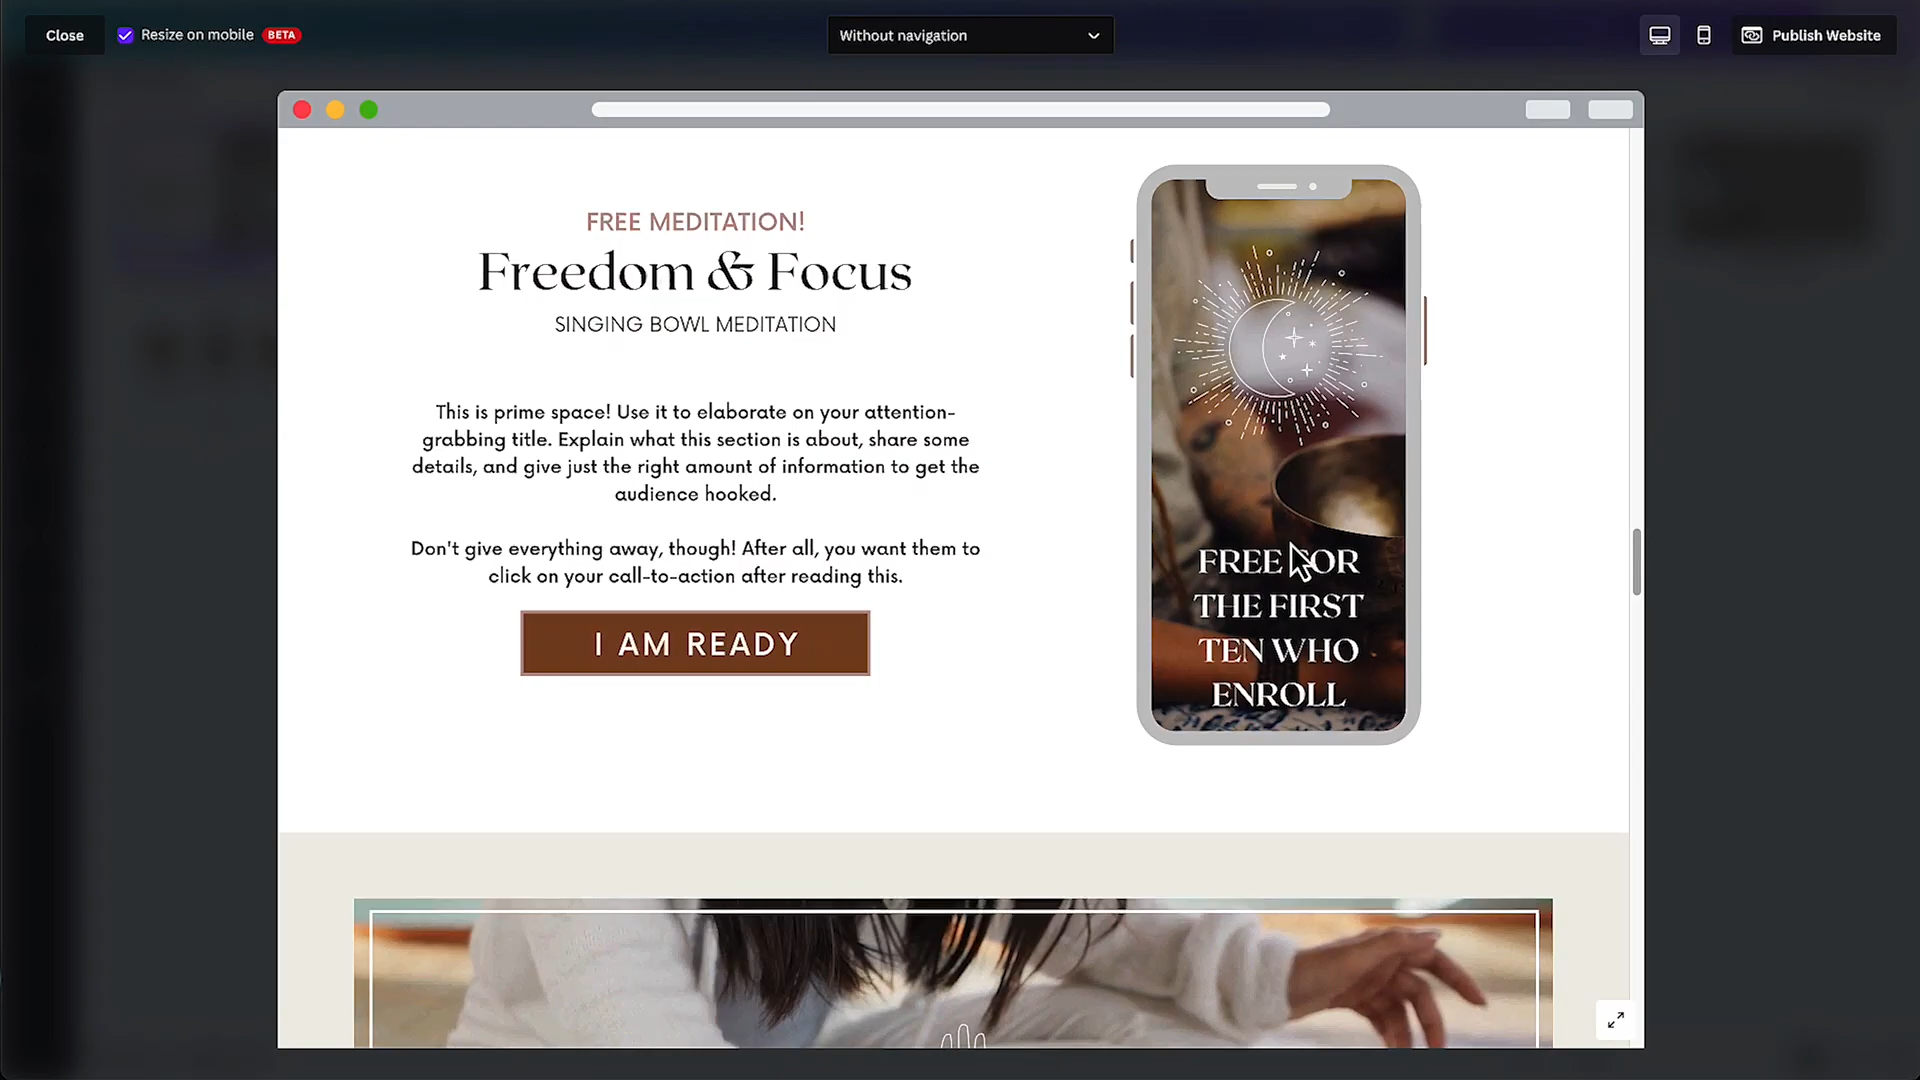 Close
Resize on mobile BETA
Without navigation
Publish Website
FREE MEDITATION!
Freedom & Focus
SINGING BOWL MEDITATION
This is prime space! Use it to elaborate on your attention-
grabbing title. Explain what this section is about, share some
details, and give just the right amount of information to get the
audience hooked.
Don't give everything away, though! After all, you want them to
click on your call-to-action after reading this.
I AM READY
FREE FOR
THE FIRST
TEN WHO
ENROLL